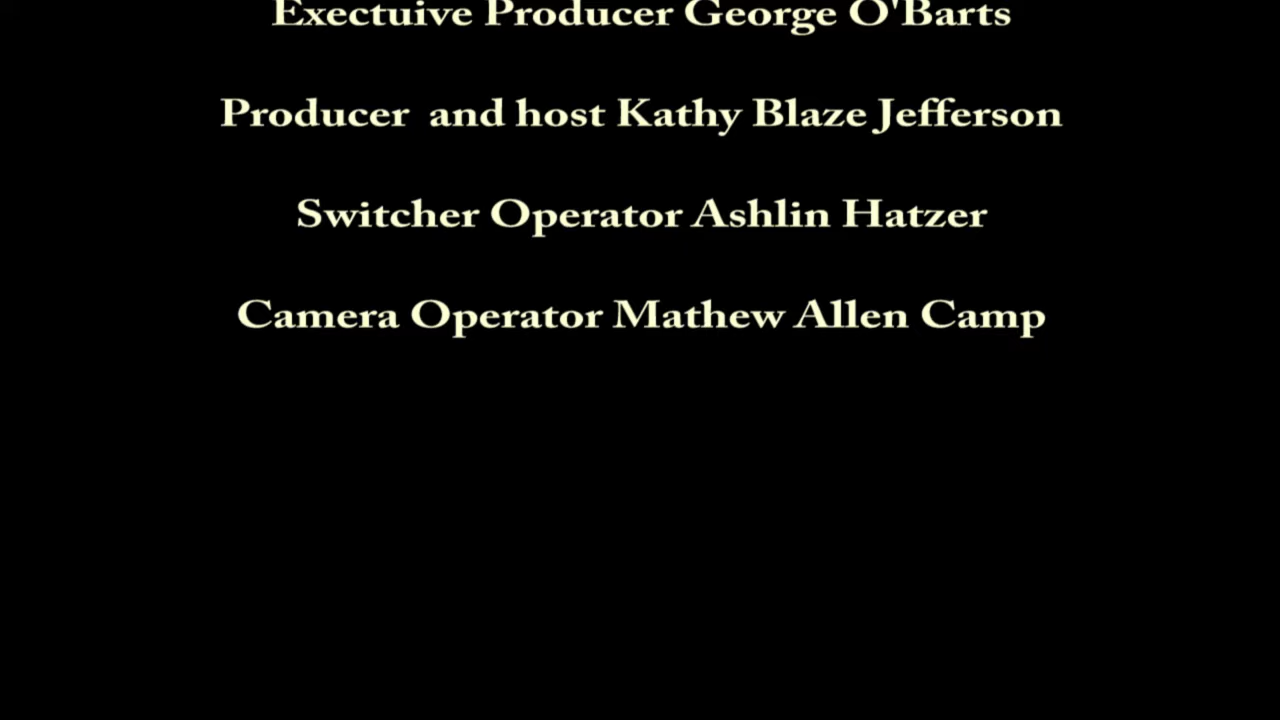 Exectuive Producer George O'Barts
Producer  and host Kathy Blaze Jefferson
Switcher Operator Ashlin Hatzer
Camera Operator Mathew Allen Camp